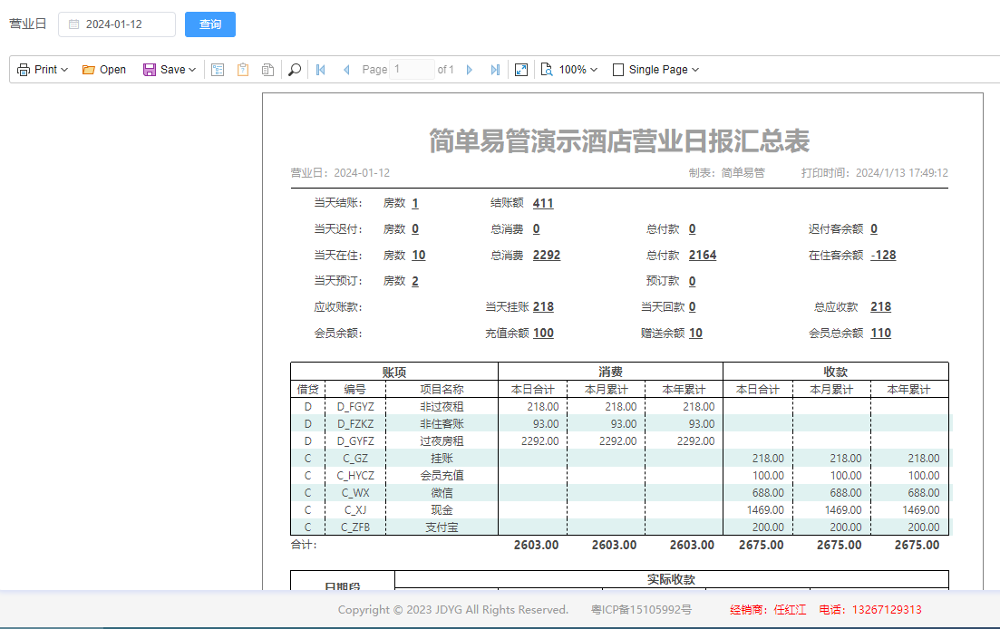 营业日 2024-01-12 查询
Print Open Save Page 1 of 1 100% Single Page
简单易管演示酒店营业日报汇总表
营业日: 2024-01-12 制表: 简单易管 打印时间: 2024/1/13 17:49:12
当天结账: 房数 1 结账额 411
当天迟付: 房数 0 总消费 0 总付款 0 迟付客余额 0
当天在住: 房数 10 总消费 2292 总付款 2164 在住客余额 -128
当天预订: 房数 2 预订款 0
应收账款: 当天挂账 218 当天回款 0 总应收款 218
会员余额: 充值余额 100 赠送余额 10 会员总余额 110
账项 消费 收款
借贷 编号 项目名称 本日合计 本月累计 本年累计 本日合计 本月累计 本年累计
D D_FGYZ 非过夜租 218.00 218.00 218.00
D D_FZKZ 非住客账 93.00 93.00 93.00
D D_GYFZ 过夜房租 2292.00 2292.00 2292.00
C C_GZ 挂账 218.00 218.00 218.00
C C_HYCZ 会员充值 100.00 100.00 100.00
C C_WX 微信 688.00 688.00 688.00
C C_XJ 现金 1469.00 1469.00 1469.00
C C_ZFB 支付宝 200.00 200.00 200.00
合计: 2603.00 2603.00 2603.00 2675.00 2675.00 2675.00
实际收款
日期段
Copyright © 2023 JDYG All Rights Reserved. 粤ICP备15105992号 经销商: 任红江 电话: 13267129313